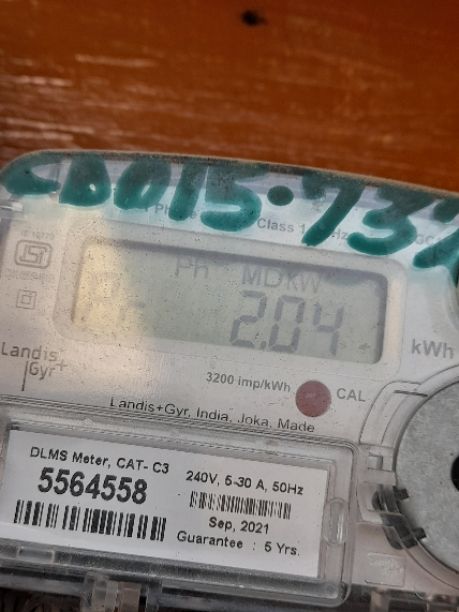 CD015.737
Class 1
Ph MDKW
2.04
kWh
Landis+
Gyr
3200 imp/kWh
CAL
Landis+Gyr, India, Joka, Made
DLMS Meter, CAT- C3
5564558
240V, 5-30 A, 50Hz
Sep, 2021
Guarantee : 5 Yrs.